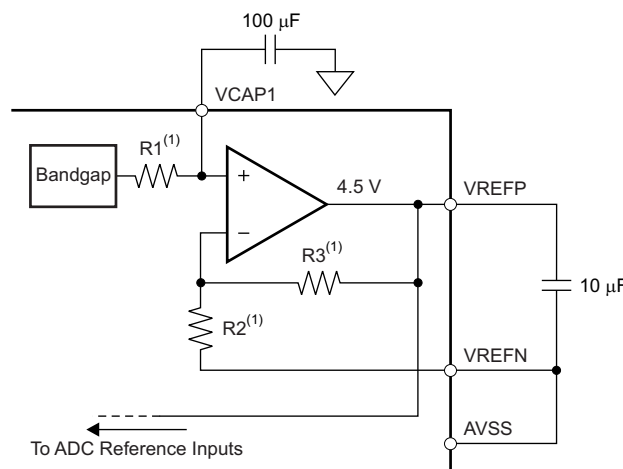 100 μF
VCAP1
R1(1)
Bandgap
+
4.5 V
VREFP
−
R3(1)
10 μF
R2(1)
VREFN
AVSS
To ADC Reference Inputs